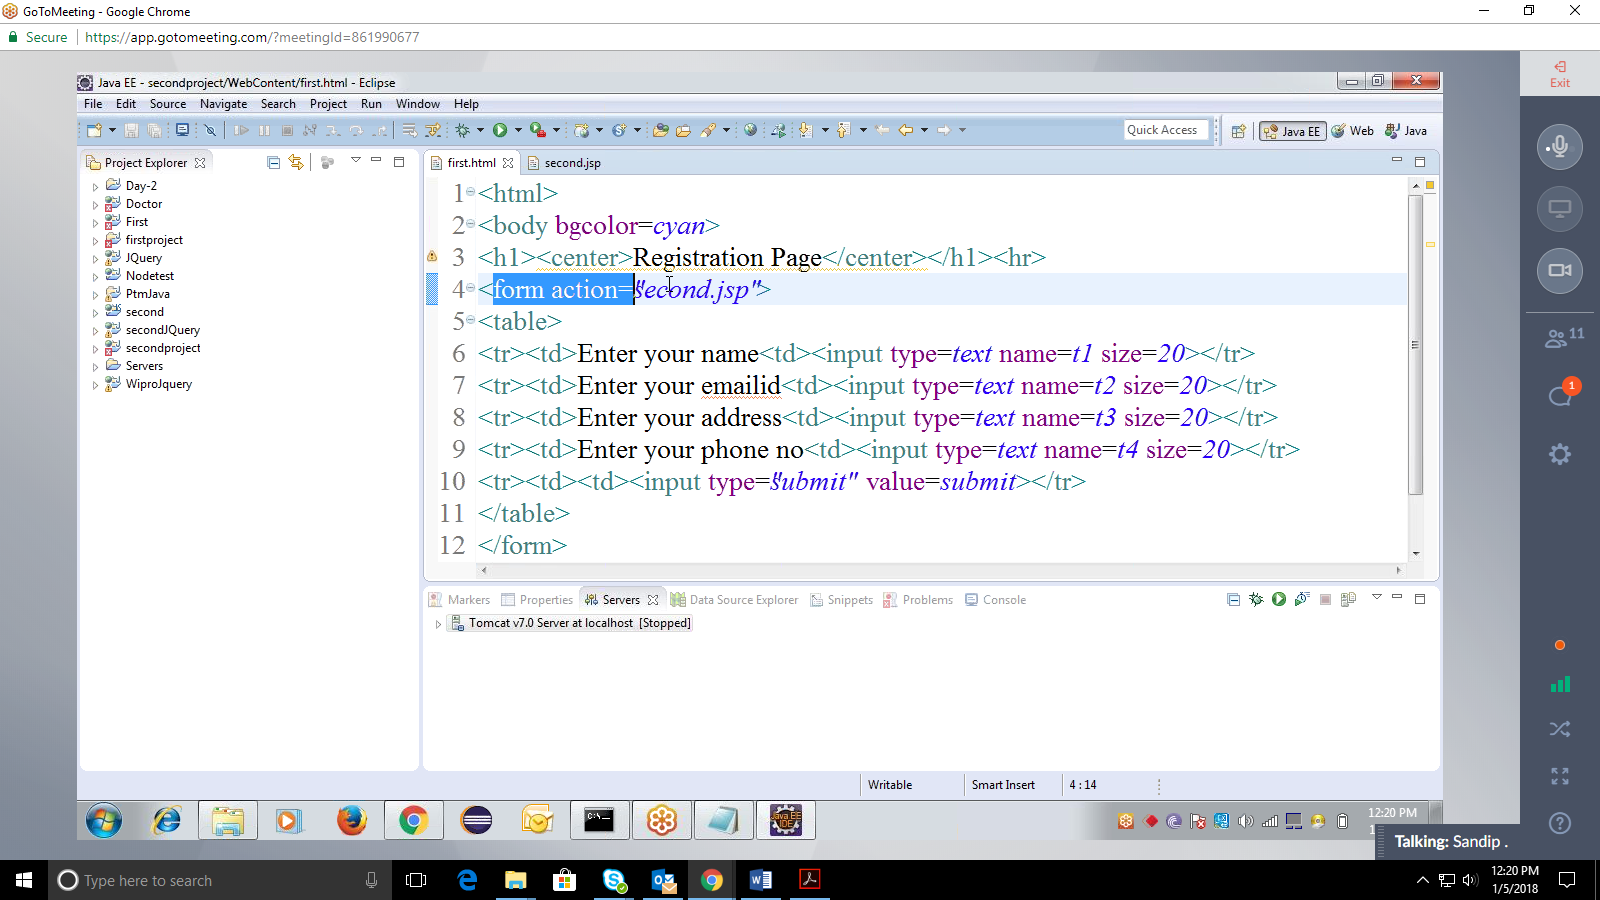 GoToMeeting - Google Chrome
Secure https://app.gotomeeting.com/?meetingId=861990677
Exit
Java EE - secondproject/WebContent/first.html - Eclipse
File Edit Source Navigate Search Project Run Window Help
Quick Access Java EE Web Java
Project Explorer
Day-2
Doctor
First
firstproject
JQuery
Nodetest
PtmJava
second
secondJQuery
secondproject
Servers
WiproJquery
first.html second.jsp
1 <html>
2 <body bgcolor=cyan>
3 <h1><center>Registration Page</center></h1><hr>
4 <form action="second.jsp">
5 <table>
6 <tr><td>Enter your name<td><input type=text name=t1 size=20></tr>
7 <tr><td>Enter your emailid<td><input type=text name=t2 size=20></tr>
8 <tr><td>Enter your address<td><input type=text name=t3 size=20></tr>
9 <tr><td>Enter your phone no<td><input type=text name=t4 size=20></tr>
10 <tr><td><td><input type="submit" value=submit></tr>
11 </table>
12 </form>
Markers Properties Servers Data Source Explorer Snippets Problems Console
Tomcat v7.0 Server at localhost [Stopped]
Writable Smart Insert 4 : 14
Java EE
IDE
C:\.
12:20 PM
11
1
Talking: Sandip .
Type here to search
12:20 PM
1/5/2018